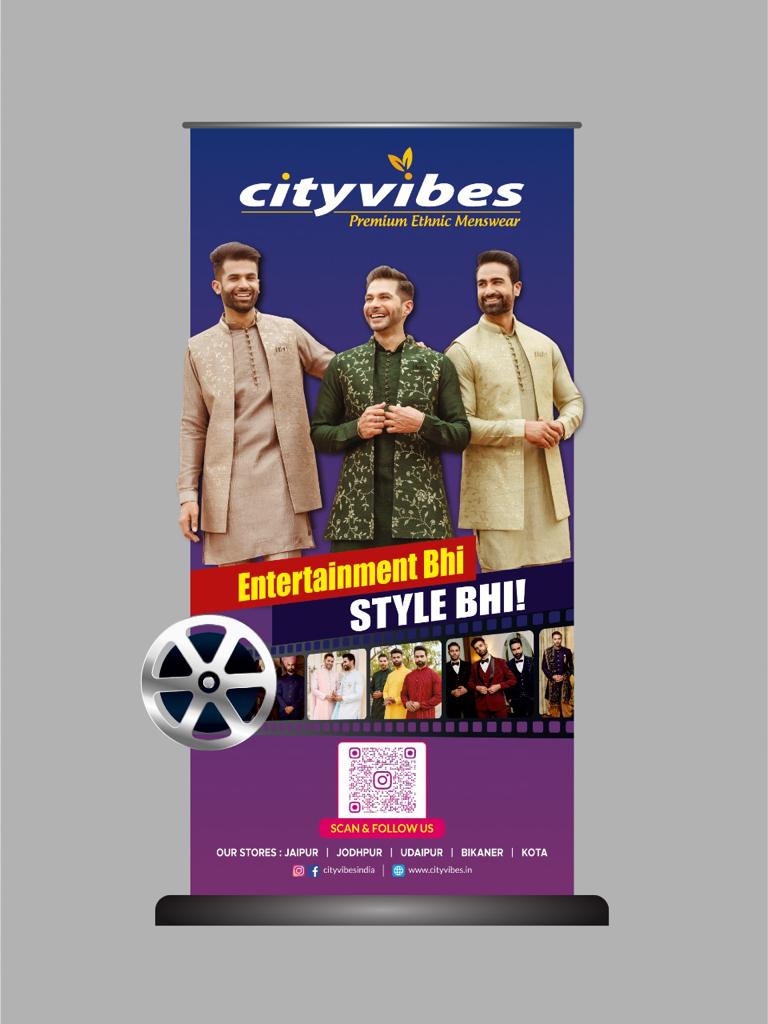 cityvibes
Premium Ethnic Menswear
Entertainment Bhi
STYLE BHI!
SCAN & FOLLOW US
OUR STORES : JAIPUR | JODHPUR | UDAIPUR | BIKANER | KOTA
cityvibesindia | www.cityvibes.in